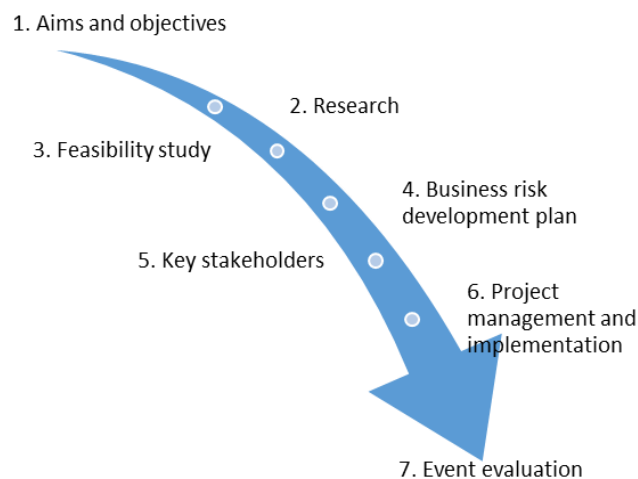 1. Aims and objectives
2. Research
3. Feasibility study
4. Business risk
development plan
5. Key stakeholders
6. Project
management and
implementation
7. Event evaluation